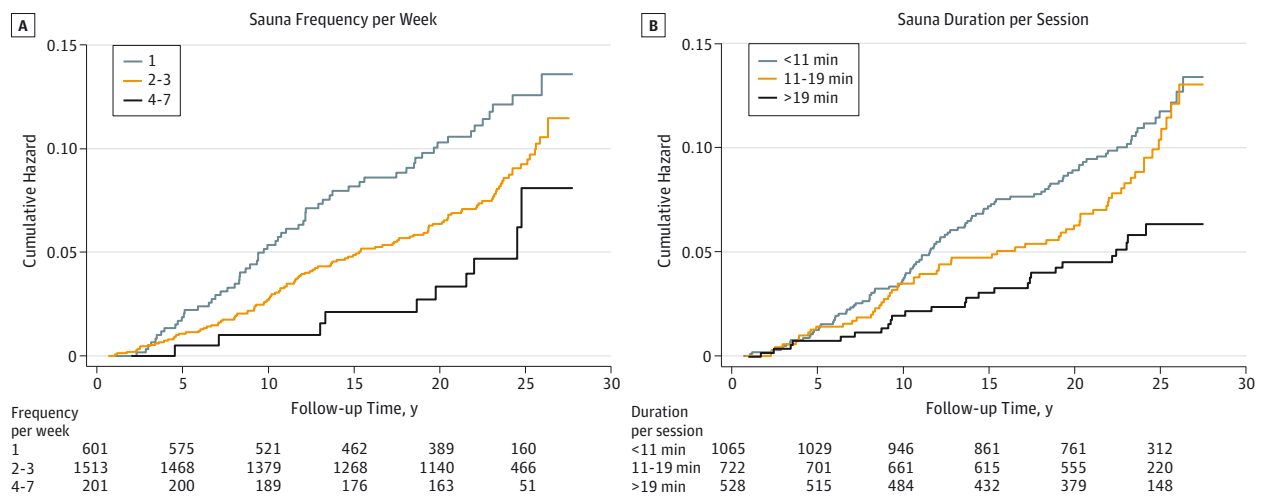 A
Sauna Frequency per Week
0.15
0.10
0.05
0
Cumulative Hazard
1
2-3
4-7
0 5 10 15 20 25 30
Follow-up Time, y
Frequency
per week
1 601 575 521 462 389 160
2-3 1513 1468 1379 1268 1140 466
4-7 201 200 189 176 163 51
B
Sauna Duration per Session
0.15
0.10
0.05
0
Cumulative Hazard
<11 min
11-19 min
>19 min
0 5 10 15 20 25 30
Follow-up Time, y
Duration
per session
<11 min 1065 1029 946 861 761 312
11-19 min 722 701 661 615 555 220
>19 min 528 515 484 432 379 148